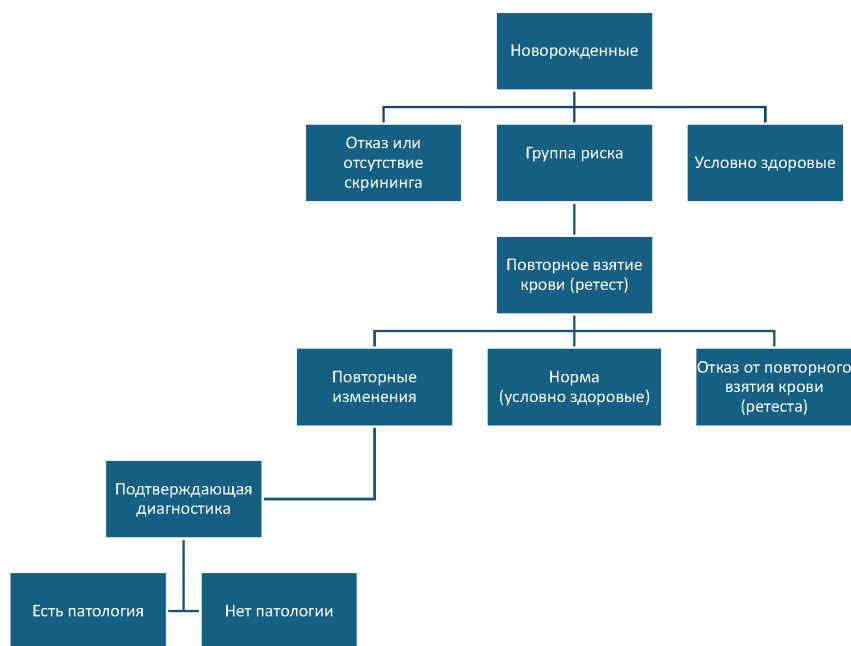 Новорожденные
Отказ или
отсутствие
скрининга
Группа риска
Условно здоровые
Повторное взятие
крови (ретест)
Повторные
изменения
Норма
(условно здоровые)
Отказ от повторного
взятия крови
(ретеста)
Подтверждающая
диагностика
Есть патология
Нет патологии